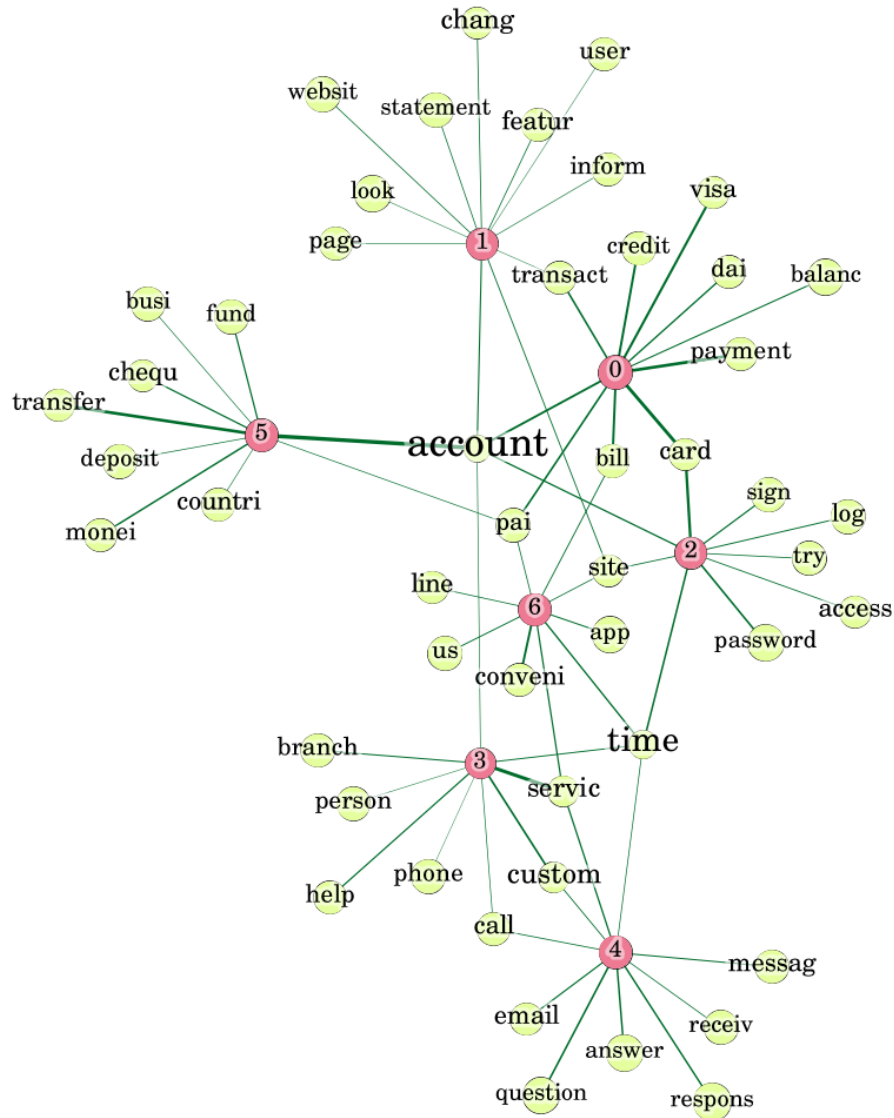 chang
user
websit
statement
featur
inform
look
visa
page
1
credit
transact
dai
balanc
busi
fund
payment
chequ
0
transfer
5
account
bill
card
deposit
countri
sign
log
monei
pai
2
try
line
site
6
access
us
app
password
conveni
branch
time
3
person
servic
help
phone
custom
call
4
messag
email
receiv
answer
question
respons